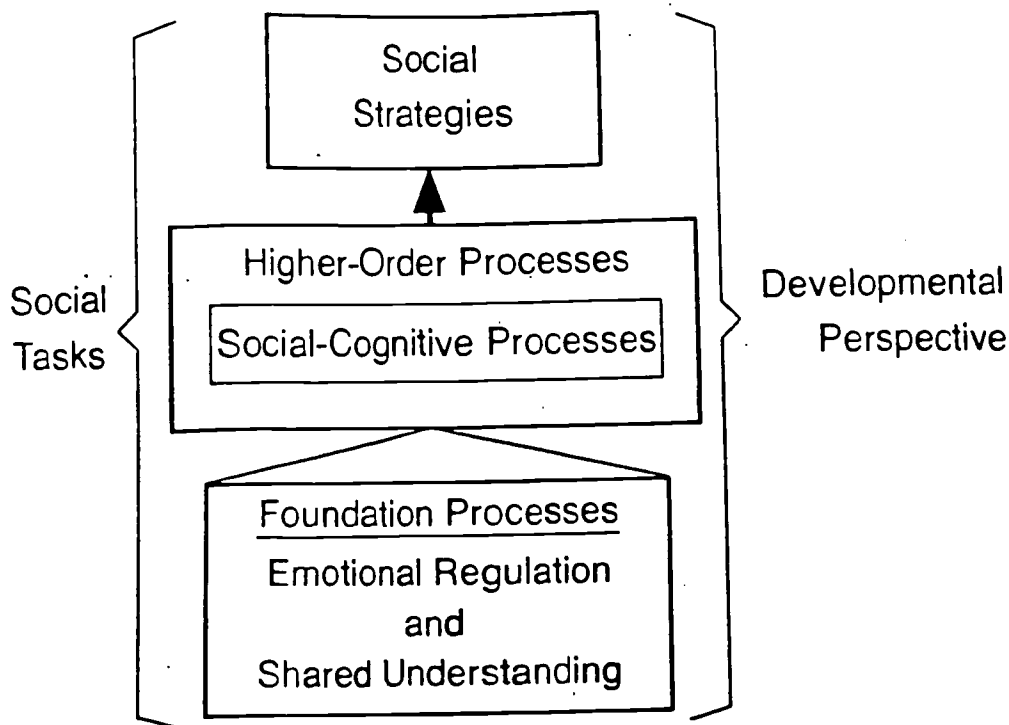 Social
Strategies
Higher-Order Processes
Social-Cognitive Processes
Social
Tasks
Developmental
Perspective
Foundation Processes
Emotional Regulation
and
Shared Understanding